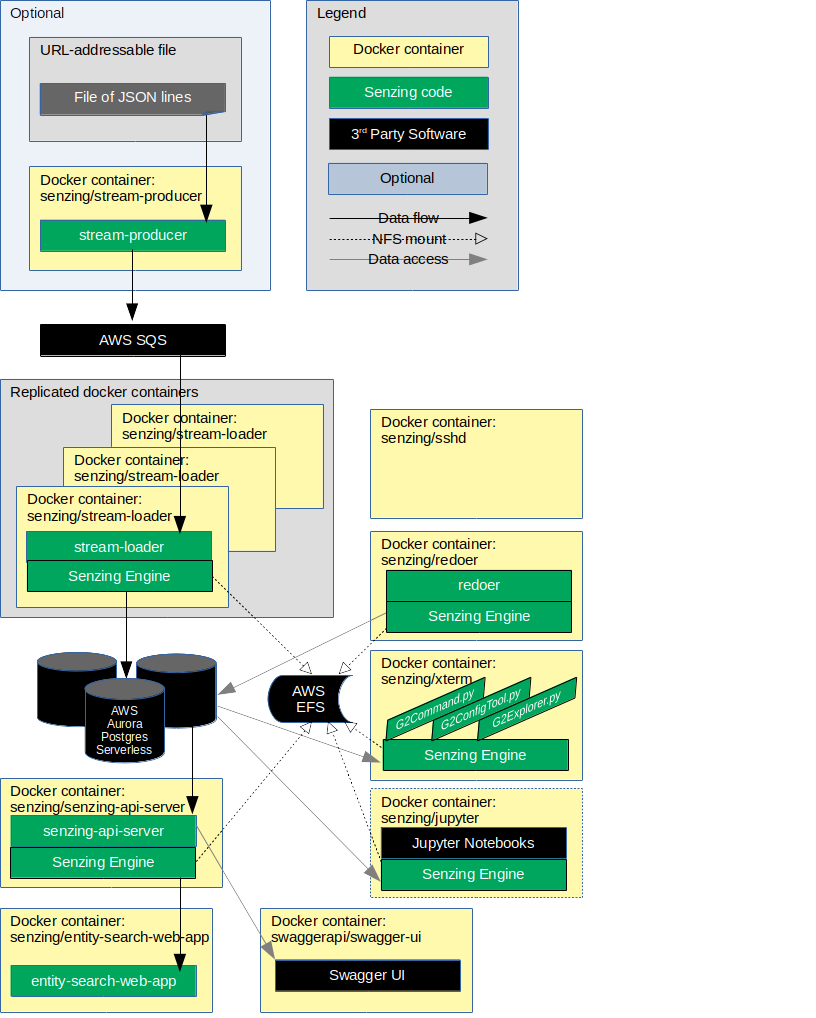 Optional
URL-addressable file
File of JSON lines
Docker container:
senzing/stream-producer
stream-producer
Legend
Docker container
Senzing code
3rd Party Software
Optional
Data flow
NFS mount
Data access
AWS SQS
Replicated docker containers
Docker container:
senzing/stream-loader
Docker container:
senzing/stream-loader
Docker container:
senzing/stream-loader
stream-loader
Senzing Engine
Docker container:
senzing/sshd
Docker container:
senzing/redoer
redoer
Senzing Engine
AWS
Aurora
Postgres
Serverless
AWS
EFS
Docker container:
senzing/xterm
G2Command.py
G2ConfigTool.py
G2Explorer.py
Senzing Engine
Docker container:
senzing/senzing-api-server
senzing-api-server
Senzing Engine
Docker container:
senzing/jupyter
Jupyter Notebooks
Senzing Engine
Docker container:
senzing/entity-search-web-app
entity-search-web-app
Docker container:
swaggerapi/swagger-ui
Swagger UI